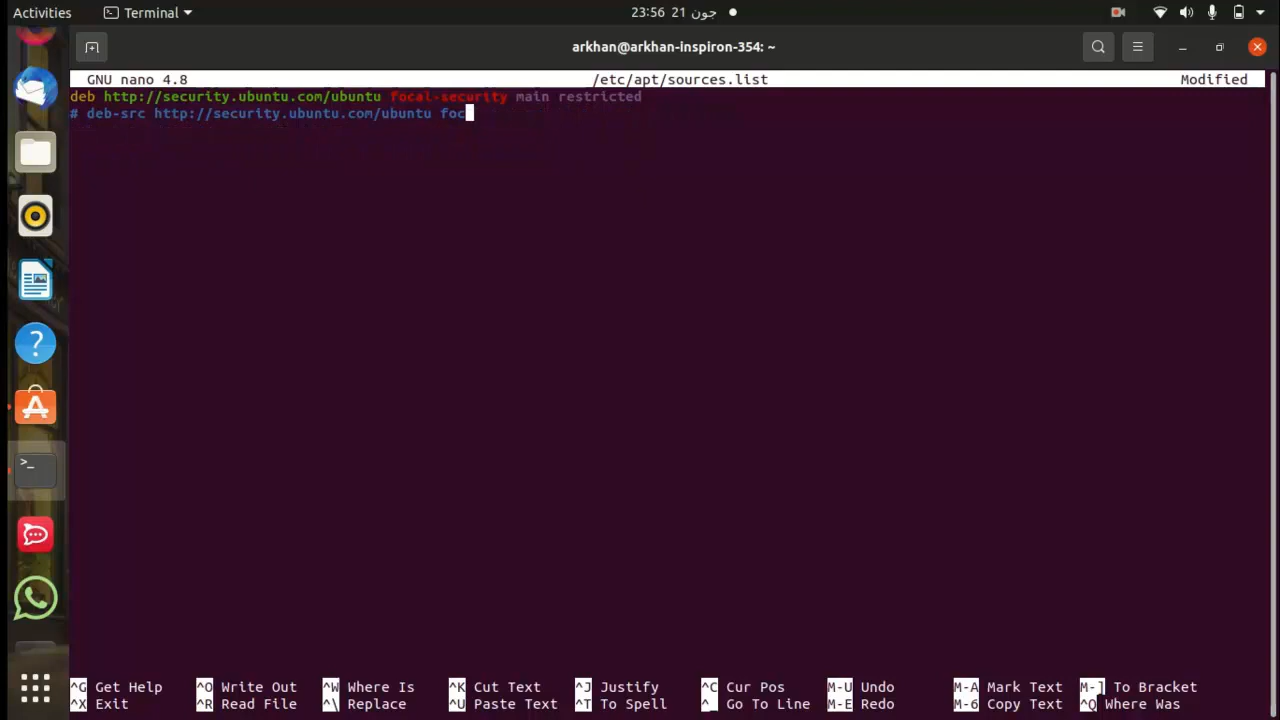 Activities Terminal 23:56 21 جون
arkhan@arkhan-inspiron-354: ~
GNU nano 4.8 /etc/apt/sources.list Modified
deb http://security.ubuntu.com/ubuntu focal-security main restricted
# deb-src http://security.ubuntu.com/ubuntu foc
^G Get Help ^O Write Out ^W Where Is ^K Cut Text ^J Justify ^C Cur Pos M-U Undo M-A Mark Text M-] To Bracket
^X Exit ^R Read File ^\ Replace ^U Paste Text ^T To Spell ^_ Go To Line M-E Redo M-6 Copy Text ^Q Where Was